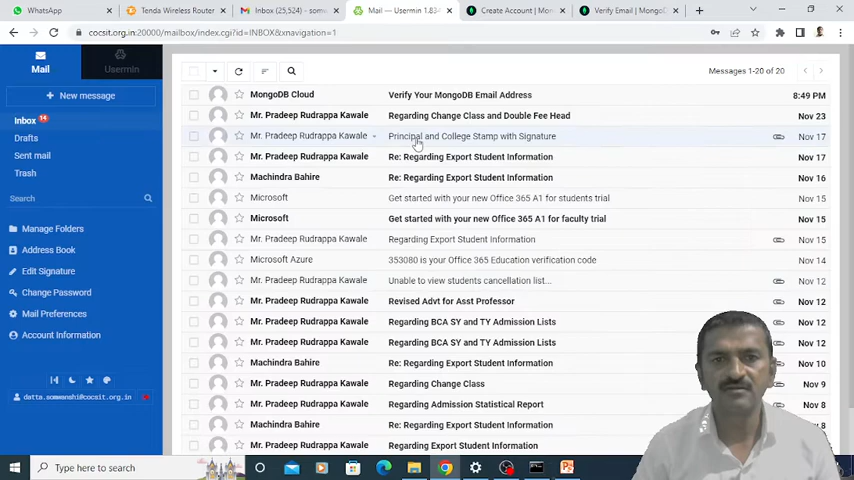 WhatsApp
Tenda Wireless Router
Inbox (25,524) - somw
Mail — Usermin 1.834
Create Account | Mon
Verify Email | MongoD
cocsit.org.in:20000/mailbox/index.cgi?id=INBOX&xnavigation=1
Mail
Usermin
+ New message
Inbox 14
Drafts
Sent mail
Trash
Search
Manage Folders
Address Book
Edit Signature
Change Password
Mail Preferences
Account Information
datta.somwanshi@cocsit.org.in
Messages 1-20 of 20
MongoDB Cloud Verify Your MongoDB Email Address 8:49 PM
Mr. Pradeep Rudrappa Kawale Regarding Change Class and Double Fee Head Nov 23
Mr. Pradeep Rudrappa Kawale Principal and College Stamp with Signature Nov 17
Mr. Pradeep Rudrappa Kawale Re: Regarding Export Student Information Nov 17
Machindra Bahire Re: Regarding Export Student Information Nov 16
Microsoft Get started with your new Office 365 A1 for students trial Nov 15
Microsoft Get started with your new Office 365 A1 for faculty trial Nov 15
Mr. Pradeep Rudrappa Kawale Regarding Export Student Information Nov 15
Microsoft Azure 353080 is your Office 365 Education verification code Nov 14
Mr. Pradeep Rudrappa Kawale Unable to view students cancellation list... Nov 12
Mr. Pradeep Rudrappa Kawale Revised Advt for Asst Professor Nov 12
Mr. Pradeep Rudrappa Kawale Regarding BCA SY and TY Admission Lists Nov 12
Mr. Pradeep Rudrappa Kawale Regarding BCA SY and TY Admission Lists Nov 12
Machindra Bahire Re: Regarding Export Student Information Nov 10
Mr. Pradeep Rudrappa Kawale Regarding Change Class Nov 9
Mr. Pradeep Rudrappa Kawale Regarding Admission Statistical Report Nov 8
Machindra Bahire Re: Regarding Export Student Information Nov 8
Mr. Pradeep Rudrappa Kawale Regarding Export Student Information
Type here to search